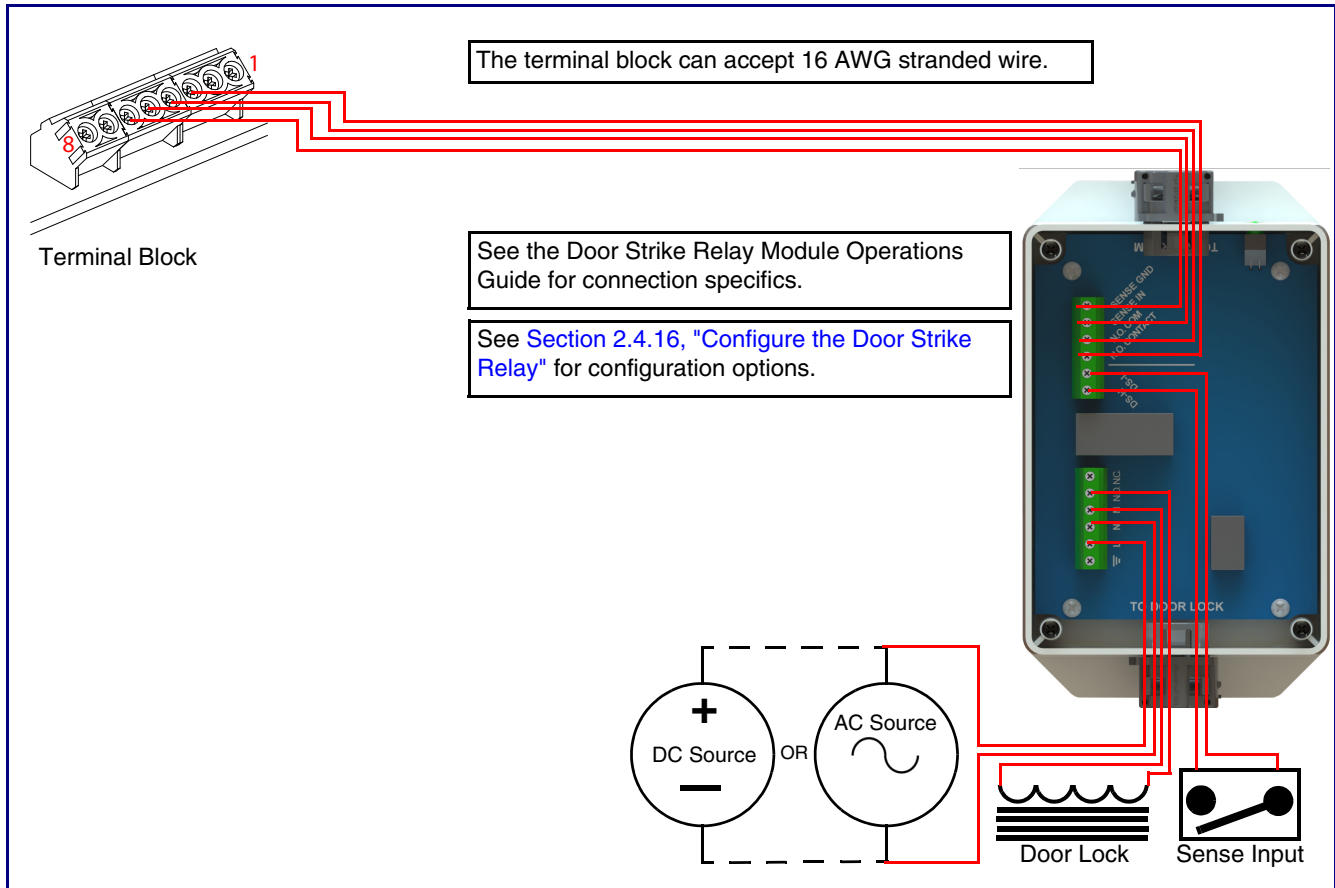 1
The terminal block can accept 16 AWG stranded wire.
8
Terminal Block
See the Door Strike Relay Module Operations
Guide for connection specifics.
See Section 2.4.16, "Configure the Door Strike
Relay" for configuration options.
SENSE GND
SENSE IN
N.O. COM
N.O. CONTACT
N.C.
N.O.
N
N
L
TO DOOR LOCK
+
DC Source
OR
AC Source
Door Lock
Sense Input